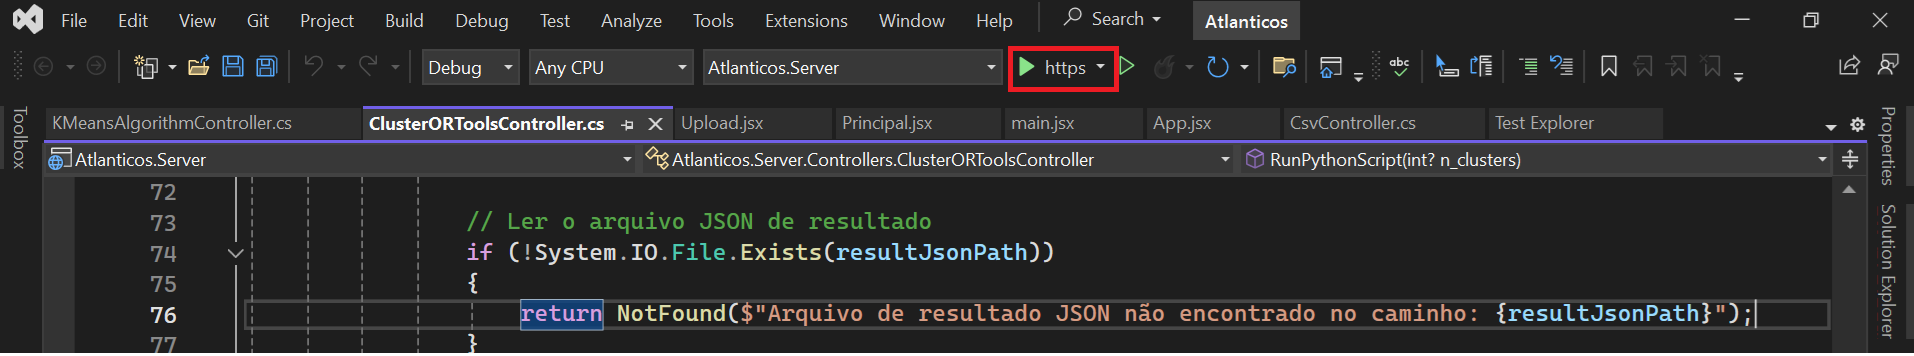 File Edit View Git Project Build Debug Test Analyze Tools Extensions Window Help Search Atlanticos
Debug Any CPU Atlanticos.Server https abc
Toolbox
KMeansAlgorithmController.cs ClusterORToolsController.cs Upload.jsx Principal.jsx main.jsx App.jsx CsvController.cs Test Explorer
Properties
Atlanticos.Server Atlanticos.Server.Controllers.ClusterORToolsController RunPythonScript(int? n_clusters)
Solution Explorer
72
73 // Ler o arquivo JSON de resultado
74 if (!System.IO.File.Exists(resultJsonPath))
75 {
76 return NotFound($"Arquivo de resultado JSON não encontrado no caminho: {resultJsonPath}");
77 }